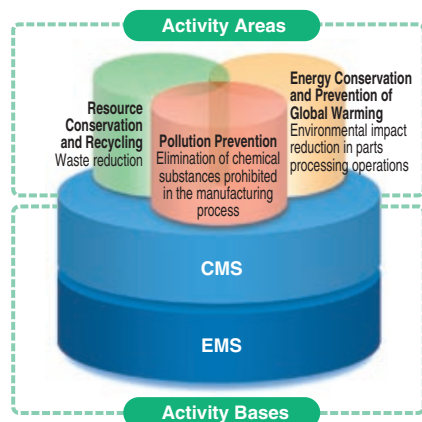 Activity Areas
Resource
Conservation
and Recycling
Waste reduction
Pollution Prevention
Elimination of chemical
substances prohibited
in the manufacturing
process
Energy Conservation
and Prevention of
Global Warming
Environmental impact
reduction in parts
processing operations
CMS
EMS
Activity Bases